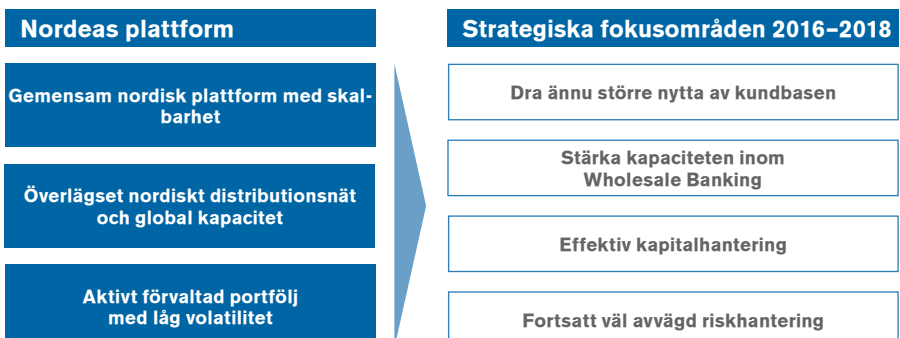 Nordeas plattform
Gemensam nordisk plattform med skal-
barhet
Överlägset nordiskt distributionsnät
och global kapacitet
Aktivt förvaltad portfölj
med låg volatilitet
Strategiska fokusområden 2016–2018
Dra ännu större nytta av kundbasen
Stärka kapaciteten inom
Wholesale Banking
Effektiv kapitalhantering
Fortsatt väl avvägd riskhantering